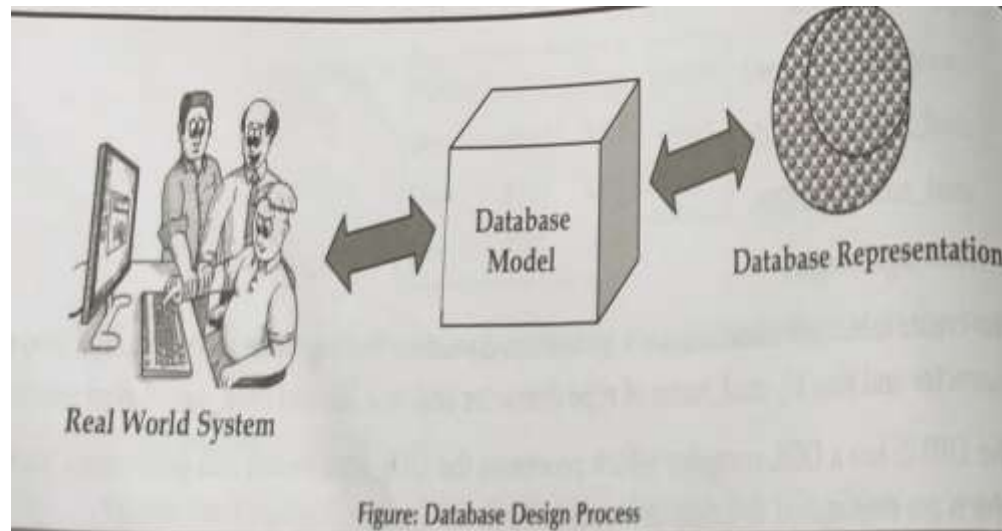 Database
Model
Database Representation
Real World System
Figure: Database Design Process